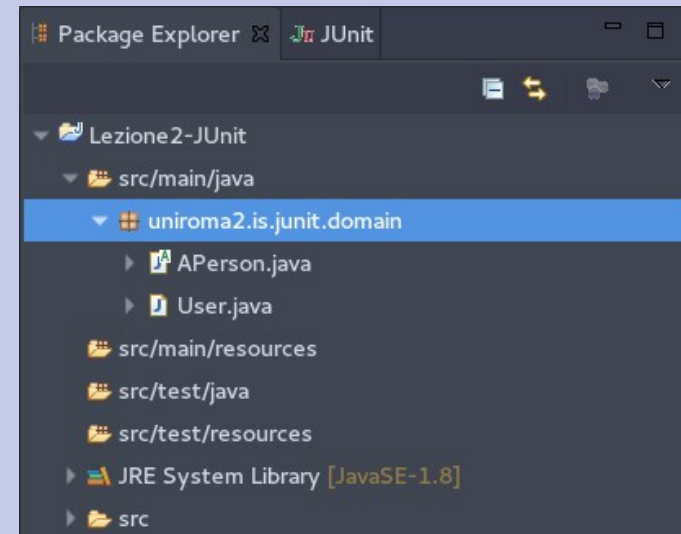 Package Explorer JUnit
Lezione2-JUnit
src/main/java
uniroma2.is.junit.domain
APerson.java
User.java
src/main/resources
src/test/java
src/test/resources
JRE System Library [JavaSE-1.8]
src